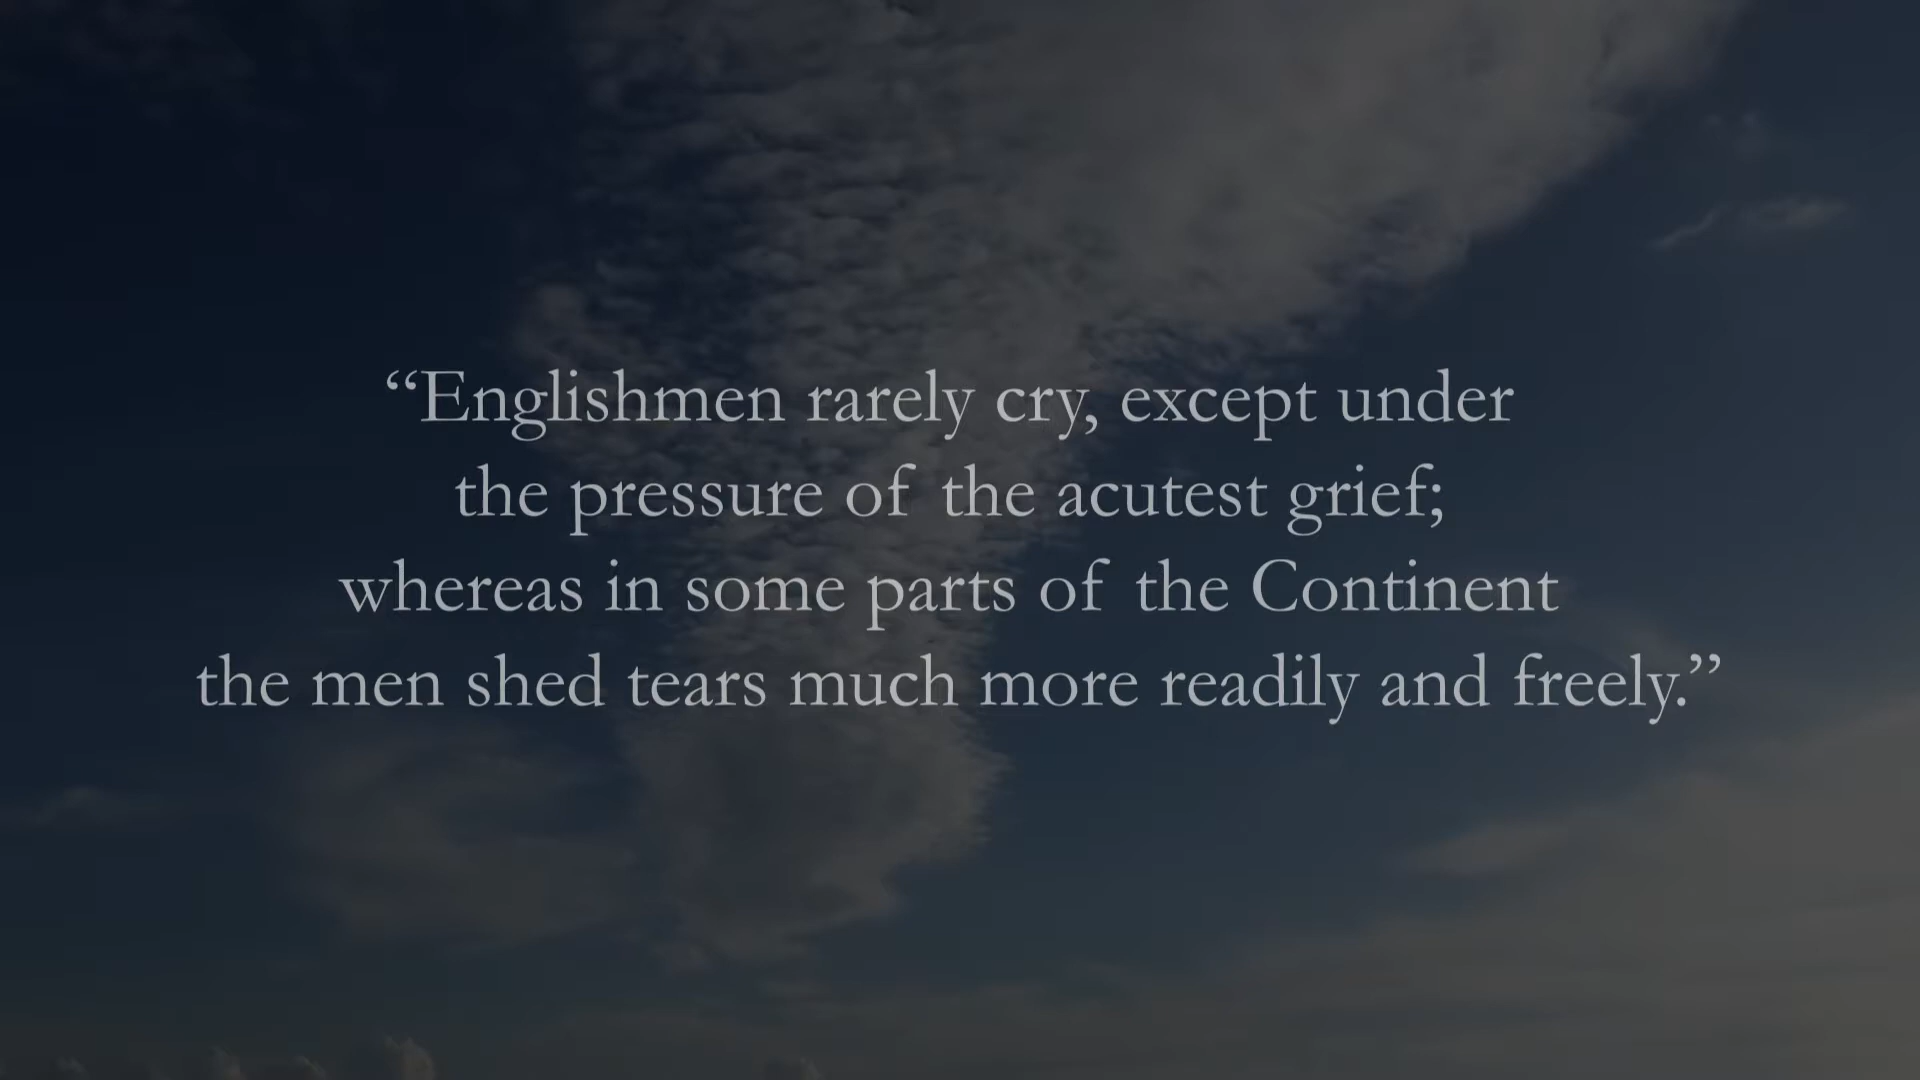 “Englishmen rarely cry, except under
the pressure of the acutest grief;
whereas in some parts of the Continent
the men shed tears much more readily and freely.”